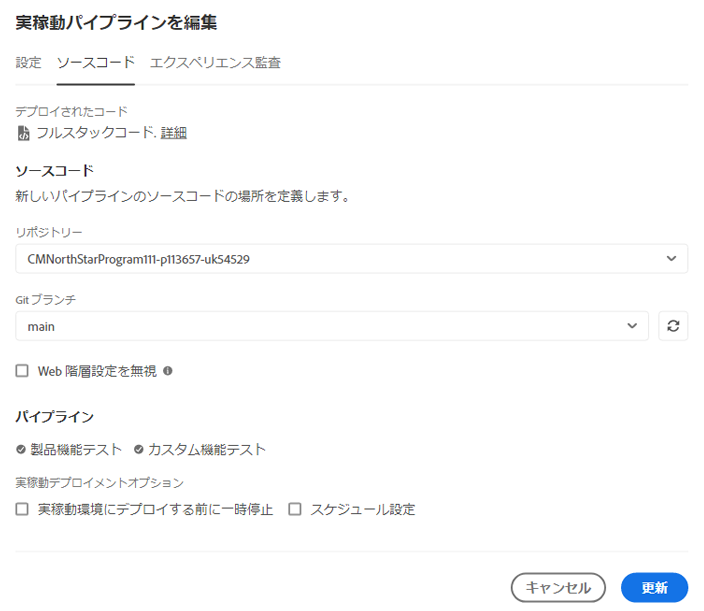 実稼動パイプラインを編集
設定 ソースコード エクスペリエンス監査
デプロイされたコード
フルスタックコード. 詳細
ソースコード
新しいパイプラインのソースコードの場所を定義します。
リポジトリー
CMNorthStarProgram111-p113657-uk54529
Git ブランチ
main
Web 階層設定を無視
パイプライン
製品機能テスト カスタム機能テスト
実稼動デプロイメントオプション
実稼動環境にデプロイする前に一時停止 スケジュール設定
キャンセル 更新